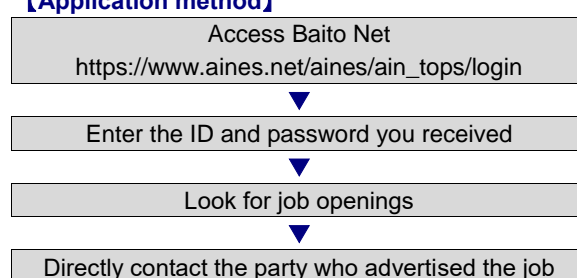 【Application method】
Access Baito Net
https://www.aines.net/aines/ain_tops/login
Enter the ID and password you received
Look for job openings
Directly contact the party who advertised the job